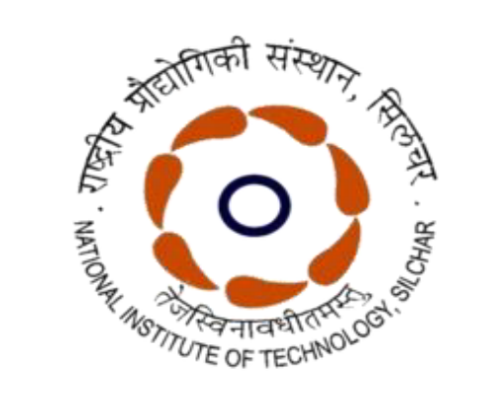 राष्ट्रीय प्रौद्योगिकी संस्थान, सिलचर
तेजस्विनावधीतमस्तु
NATIONAL INSTITUTE OF TECHNOLOGY, SILCHAR